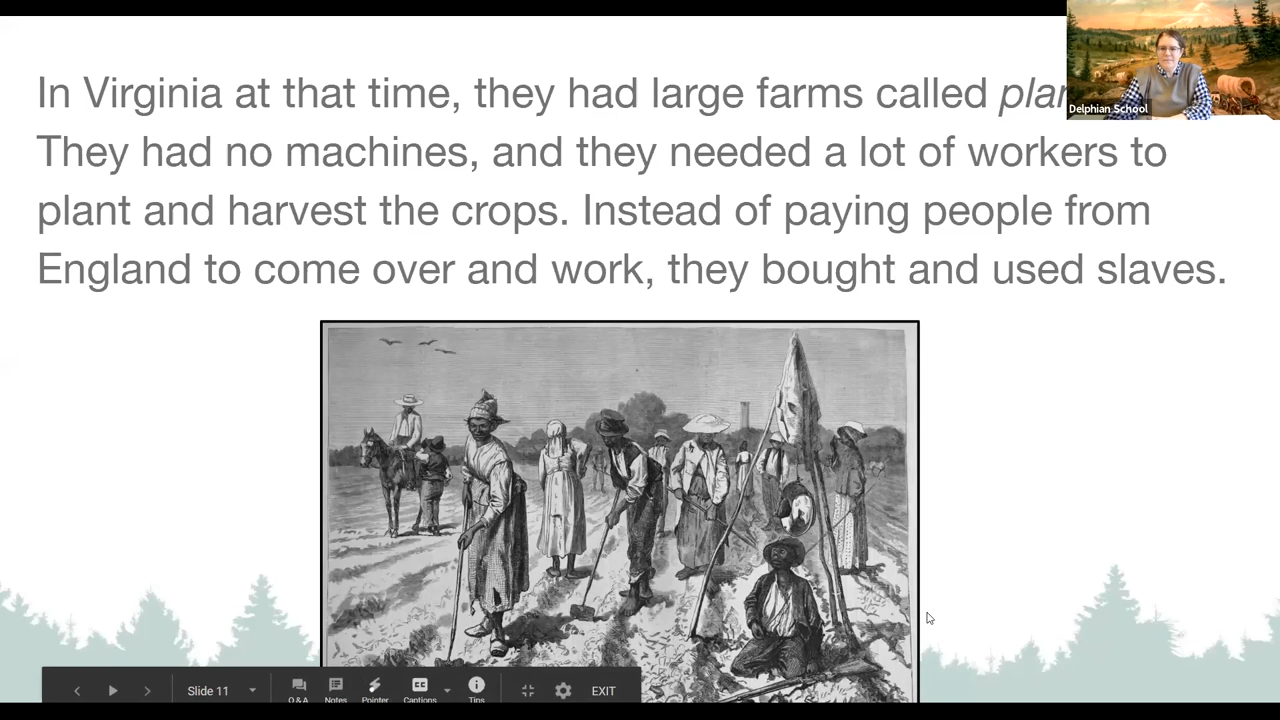 In Virginia at that time, they had large farms called
They had no machines, and they needed a lot of workers to
plant and harvest the crops. Instead of paying people from
England to come over and work, they bought and used slaves.
Delphian School
Slide 11
Q & A
Notes
Pointer
Captions
Tips
EXIT